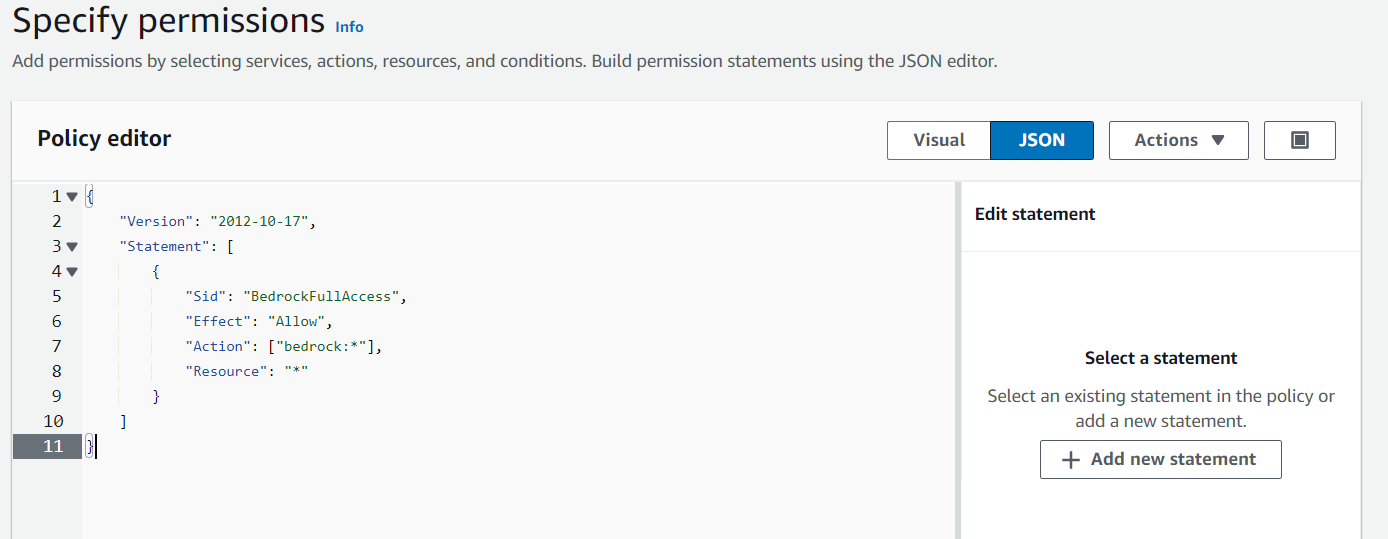 Specify permissions Info
Add permissions by selecting services, actions, resources, and conditions. Build permission statements using the JSON editor.
Policy editor
Visual JSON Actions
1 {
2 "Version": "2012-10-17",
3 "Statement": [
4 {
5 "Sid": "BedrockFullAccess",
6 "Effect": "Allow",
7 "Action": ["bedrock:*"],
8 "Resource": "*"
9 }
10 ]
11 }
Edit statement
Select a statement
Select an existing statement in the policy or
add a new statement.
+ Add new statement